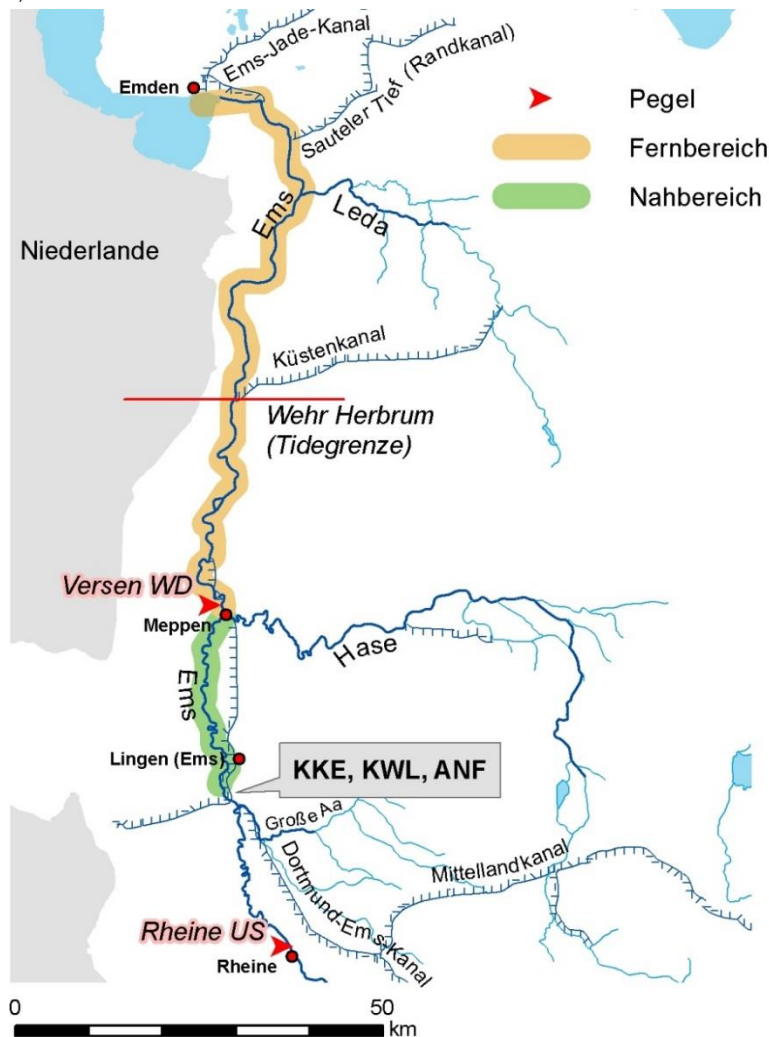 Ems-Jade-Kanal
Emden
Sauteler Tief (Randkanal)
Pegel
Fernbereich
Nahbereich
Ems
Leda
Niederlande
Küstenkanal
Wehr Herbrum
(Tidegrenze)
Versen WD
Meppen
Hase
Ems
Lingen (Ems)
KKE, KWL, ANF
Große Aa
Dortmund-Ems-Kanal
Mittellandkanal
Rheine US
Rheine
0
50
km